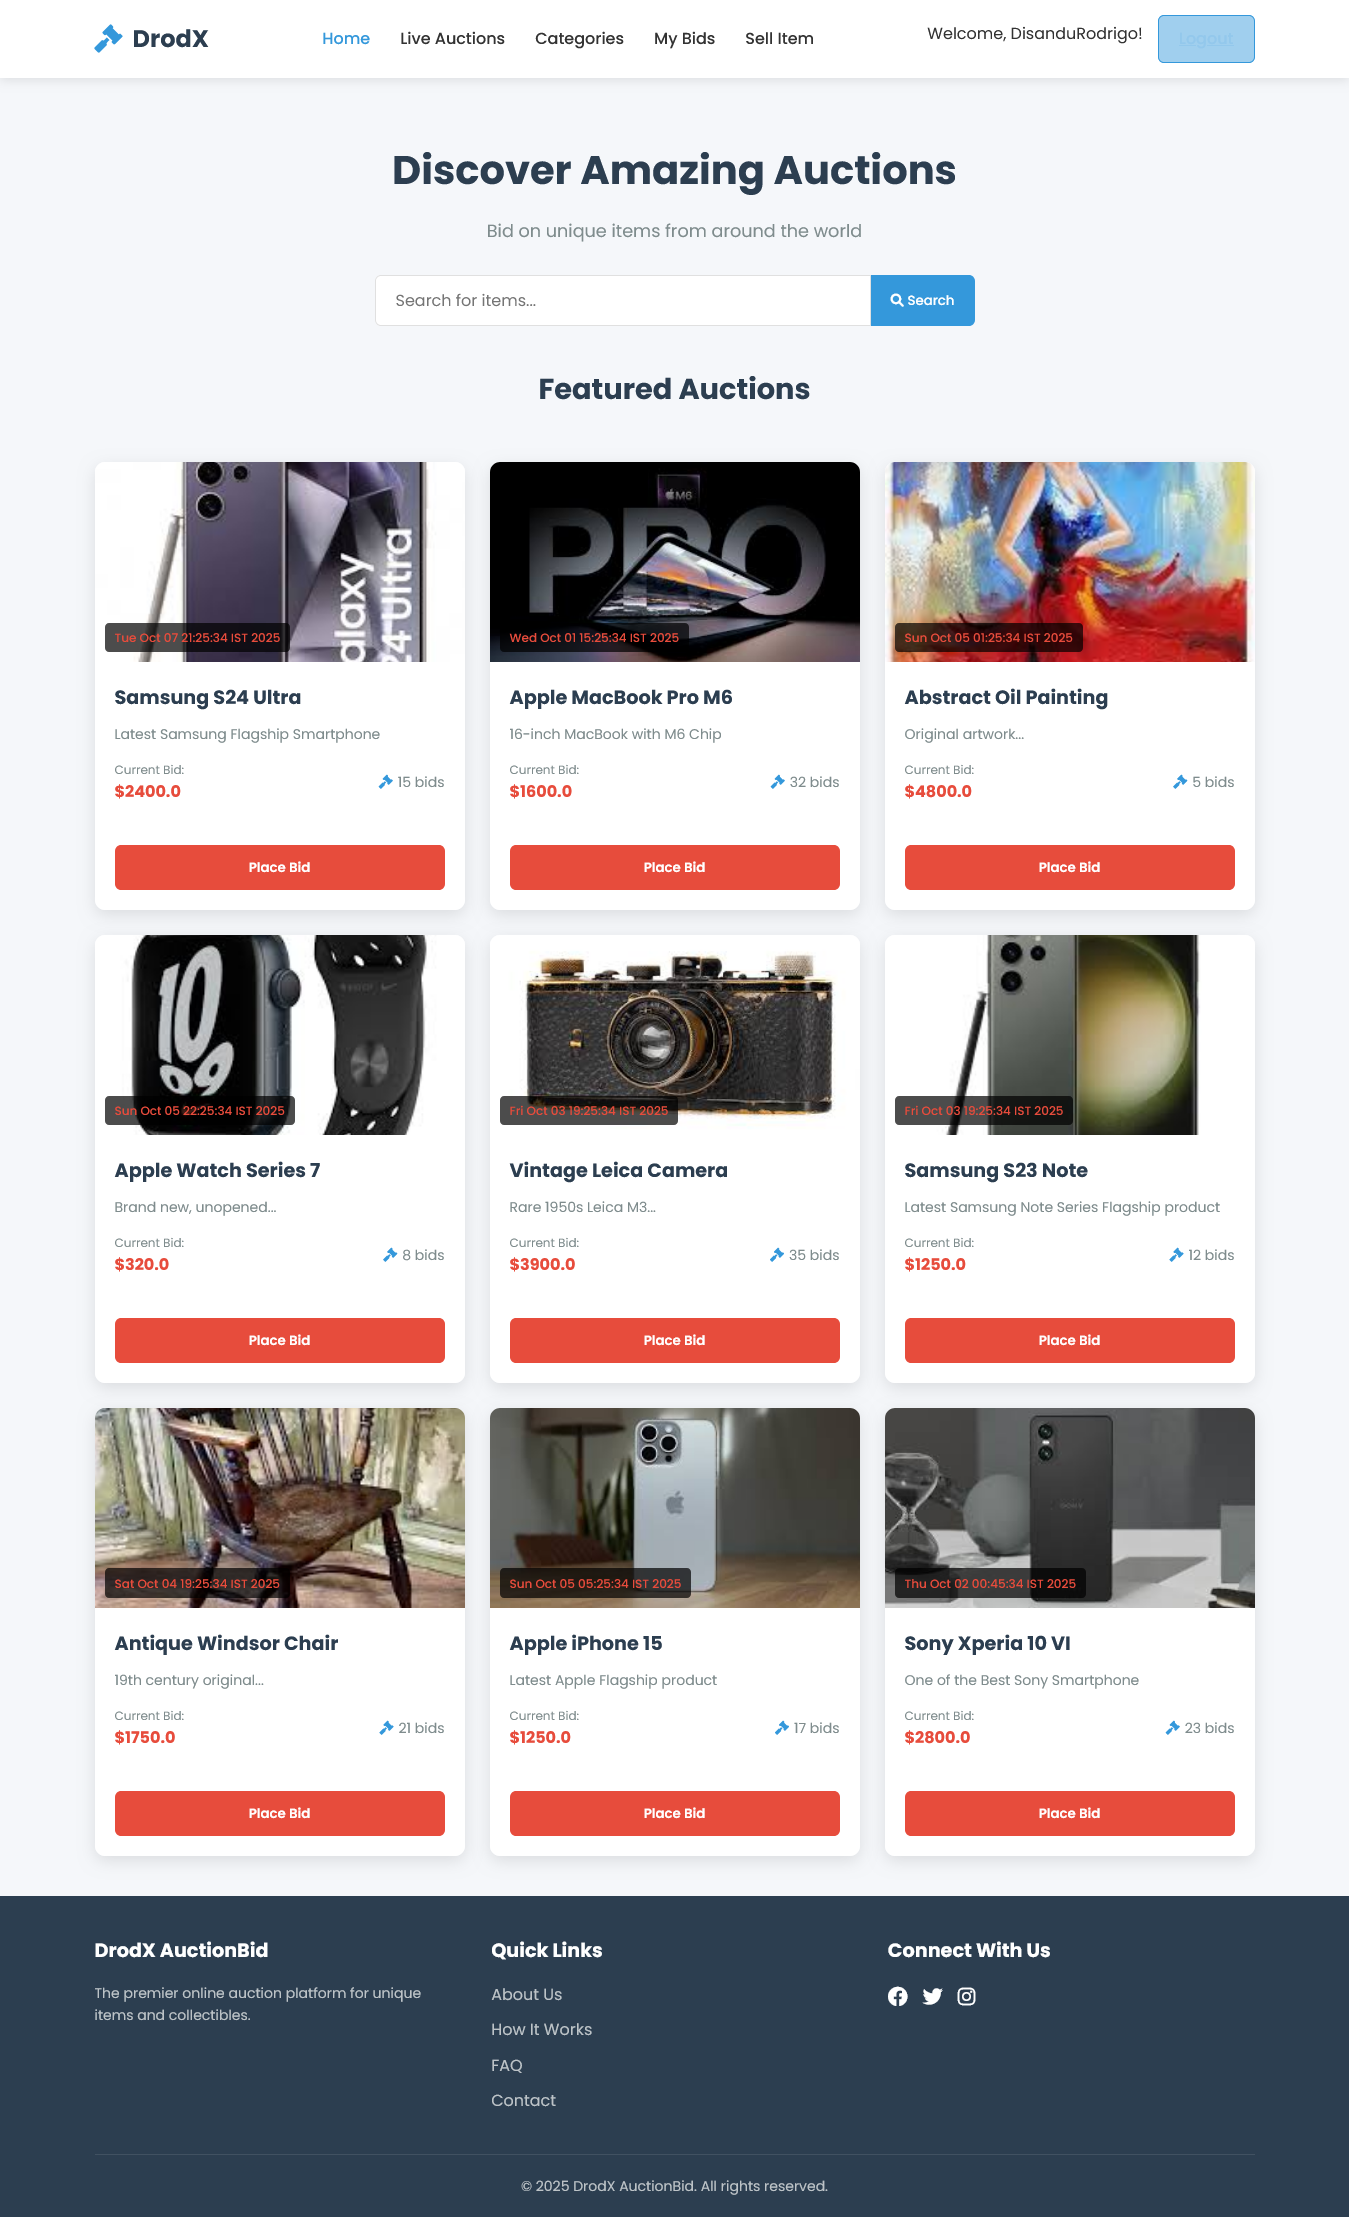 DrodX
Home
Live Auctions
Categories
My Bids
Sell Item
Welcome, DisanduRodrigo!
Logout
Discover Amazing Auctions
Bid on unique items from around the world
Search for items...
Search
Featured Auctions
alaxy
24 Ultra
Tue Oct 07 21:25:34 IST 2025
M6
PRO
Wed Oct 01 15:25:34 IST 2025
Sun Oct 05 01:25:34 IST 2025
Samsung S24 Ultra
Latest Samsung Flagship Smartphone
Current Bid:
$2400.0
15 bids
Place Bid
Apple MacBook Pro M6
16-inch MacBook with M6 Chip
Current Bid:
$1600.0
32 bids
Place Bid
Abstract Oil Painting
Original artwork...
Current Bid:
$4800.0
5 bids
Place Bid
10
09
Sun Oct 05 22:25:34 IST 2025
Fri Oct 03 19:25:34 IST 2025
Fri Oct 03 19:25:34 IST 2025
Apple Watch Series 7
Brand new, unopened...
Current Bid:
$320.0
8 bids
Place Bid
Vintage Leica Camera
Rare 1950s Leica M3...
Current Bid:
$3900.0
35 bids
Place Bid
Samsung S23 Note
Latest Samsung Note Series Flagship product
Current Bid:
$1250.0
12 bids
Place Bid
Sat Oct 04 19:25:34 IST 2025
Sun Oct 05 05:25:34 IST 2025
SONY
Thu Oct 02 00:45:34 IST 2025
Antique Windsor Chair
19th century original...
Current Bid:
$1750.0
21 bids
Place Bid
Apple iPhone 15
Latest Apple Flagship product
Current Bid:
$1250.0
17 bids
Place Bid
Sony Xperia 10 VI
One of the Best Sony Smartphone
Current Bid:
$2800.0
23 bids
Place Bid
DrodX AuctionBid
The premier online auction platform for unique
items and collectibles.
Quick Links
About Us
How It Works
FAQ
Contact
Connect With Us
© 2025 DrodX AuctionBid. All rights reserved.